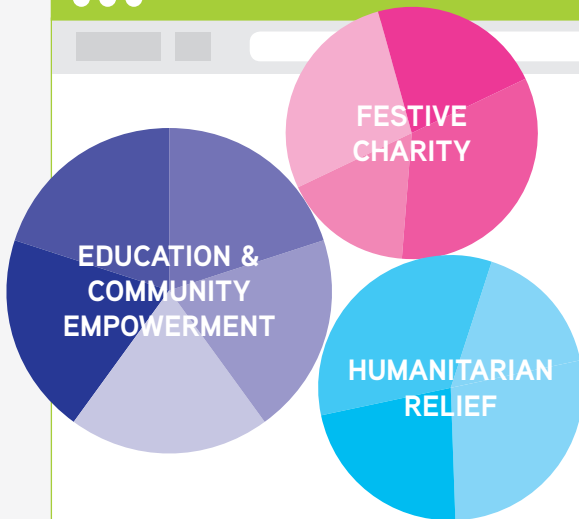 FESTIVE
CHARITY
EDUCATION &
COMMUNITY
EMPOWERMENT
HUMANITARIAN
RELIEF